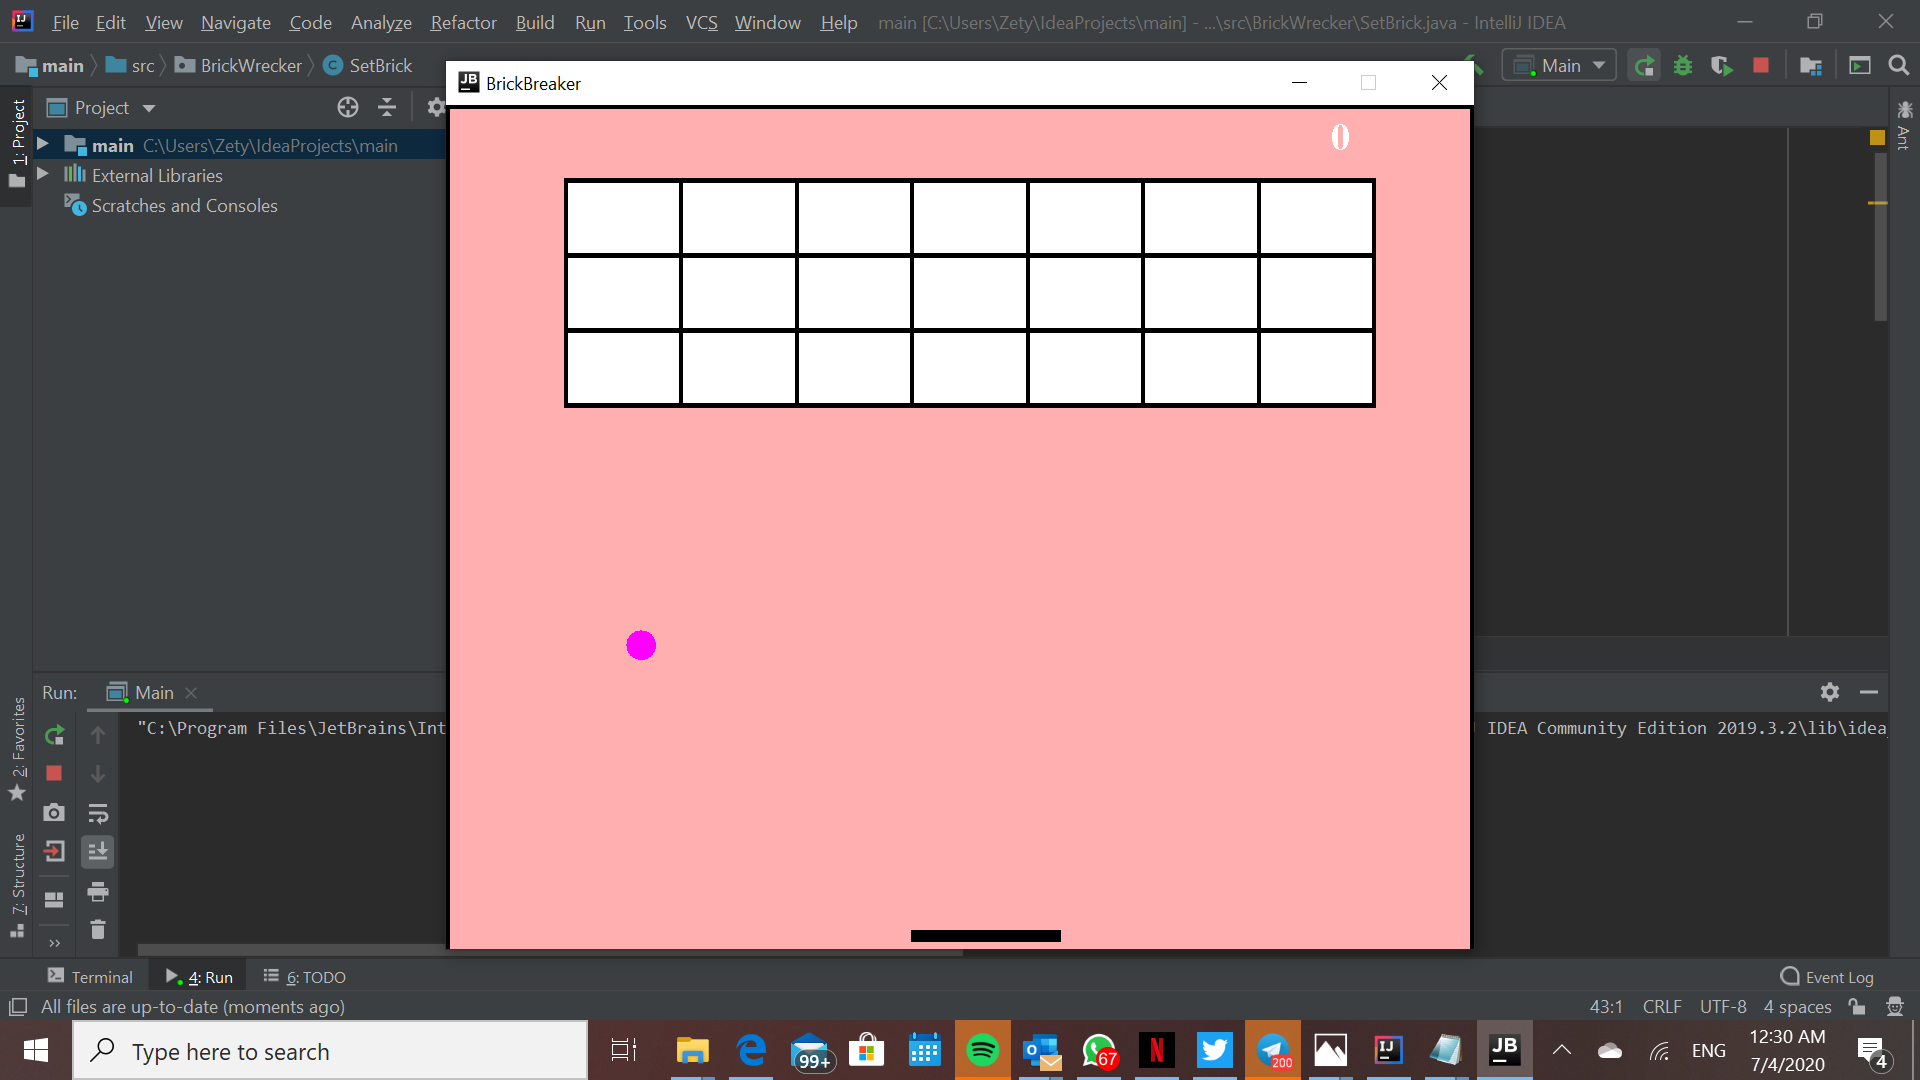 File Edit View Navigate Code Analyze Refactor Build Run Tools VCS Window Help main [C:\Users\Zety\IdeaProjects\main] - ...\src\BrickWrecker\SetBrick.java - IntelliJ IDEA
main src BrickWrecker SetBrick
Main
JB BrickBreaker
0
1: Project
Project
main C:\Users\Zety\IdeaProjects\main
External Libraries
Scratches and Consoles
Ant
2: Favorites
7: Structure
Run: Main
"C:\Program Files\JetBrains\Int
IDEA Community Edition 2019.3.2\lib\idea
Terminal 4: Run 6: TODO Event Log
All files are up-to-date (moments ago) 43:1 CRLF UTF-8 4 spaces
Type here to search
99+
67
200
IJ
JB
ENG
12:30 AM
7/4/2020
4